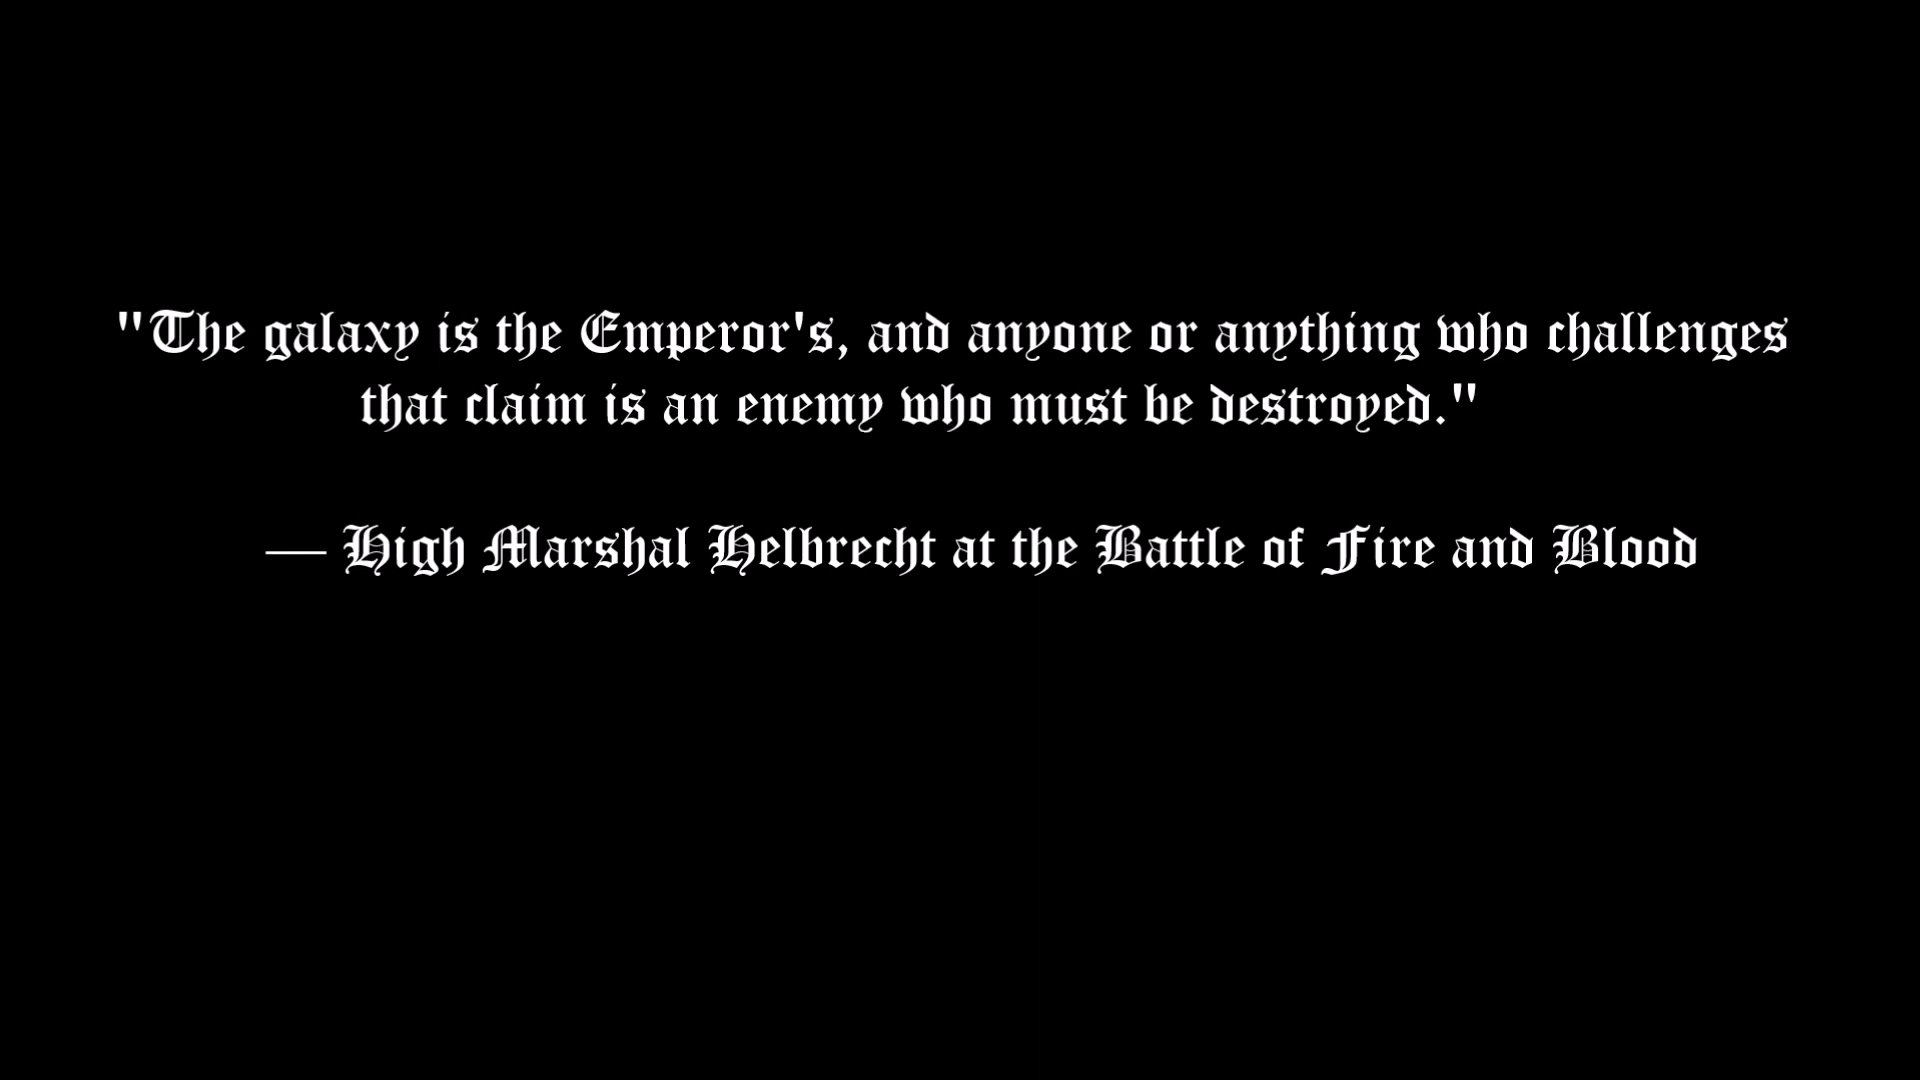 "The galaxy is the Emperor's, and anyone or anything who challenges
that claim is an enemy who must be destroyed."
— High Marshal Helbrecht at the Battle of Fire and Blood